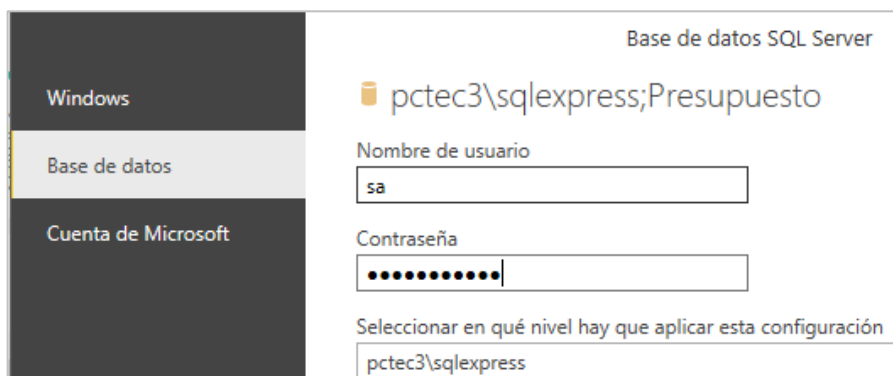 Base de datos SQL Server
Windows
pctec3\sqlexpress;Presupuesto
Base de datos
Nombre de usuario
sa
Cuenta de Microsoft
Contraseña
●●●●●●●●●●●
Seleccionar en qué nivel hay que aplicar esta configuración
pctec3\sqlexpress